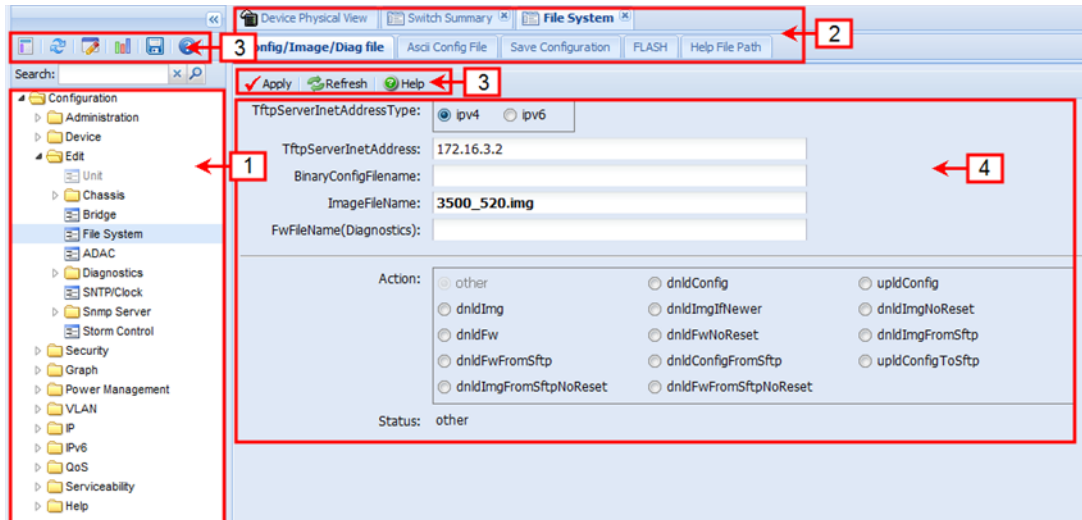 Device Physical View
Switch Summary
File System
3
2
onfig/Image/Diag file
Ascii Config File
Save Configuration
FLASH
Help File Path
Search:
Apply
Refresh
Help
3
Configuration
Administration
Device
Edit
Unit
Chassis
Bridge
File System
ADAC
Diagnostics
SNTP/Clock
Snmp Server
Storm Control
Security
Graph
Power Management
VLAN
IP
IPv6
QoS
Serviceability
Help
1
TftpServerInetAddressType:
ipv4
ipv6
TftpServerInetAddress: 172.16.3.2
4
BinaryConfigFilename:
ImageFileName: 3500_520.img
FwFileName(Diagnostics):
Action:
other
dnldConfig
upldConfig
dnldImg
dnldImgIfNewer
dnldImgNoReset
dnldFw
dnldFwNoReset
dnldImgFromSftp
dnldFwFromSftp
dnldConfigFromSftp
upldConfigToSftp
dnldImgFromSftpNoReset
dnldFwFromSftpNoReset
Status: other